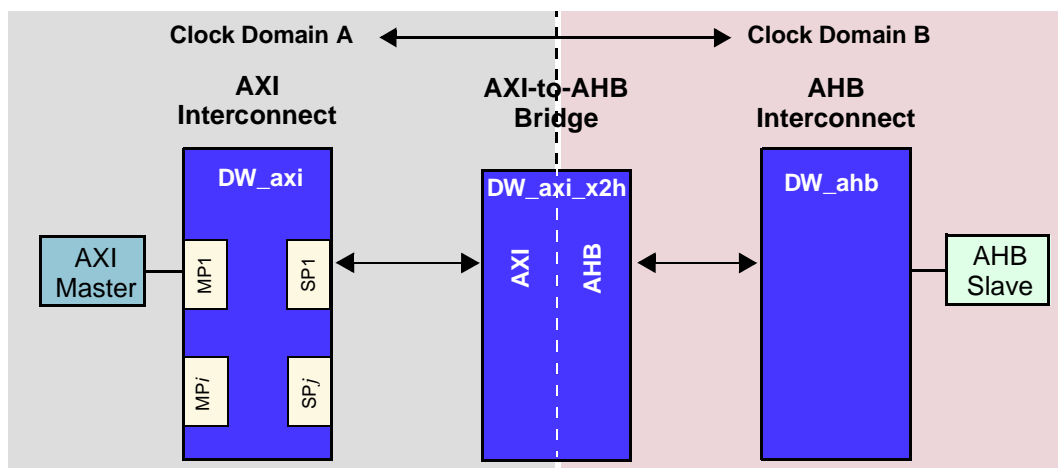 Clock Domain A
Clock Domain B
AXI
Interconnect
AXI-to-AHB
Bridge
AHB
Interconnect
DW_axi
DW_axi_x2h
DW_ahb
AXI
Master
MP1
SP1
AXI
AHB
AHB
Slave
MPi
SPj